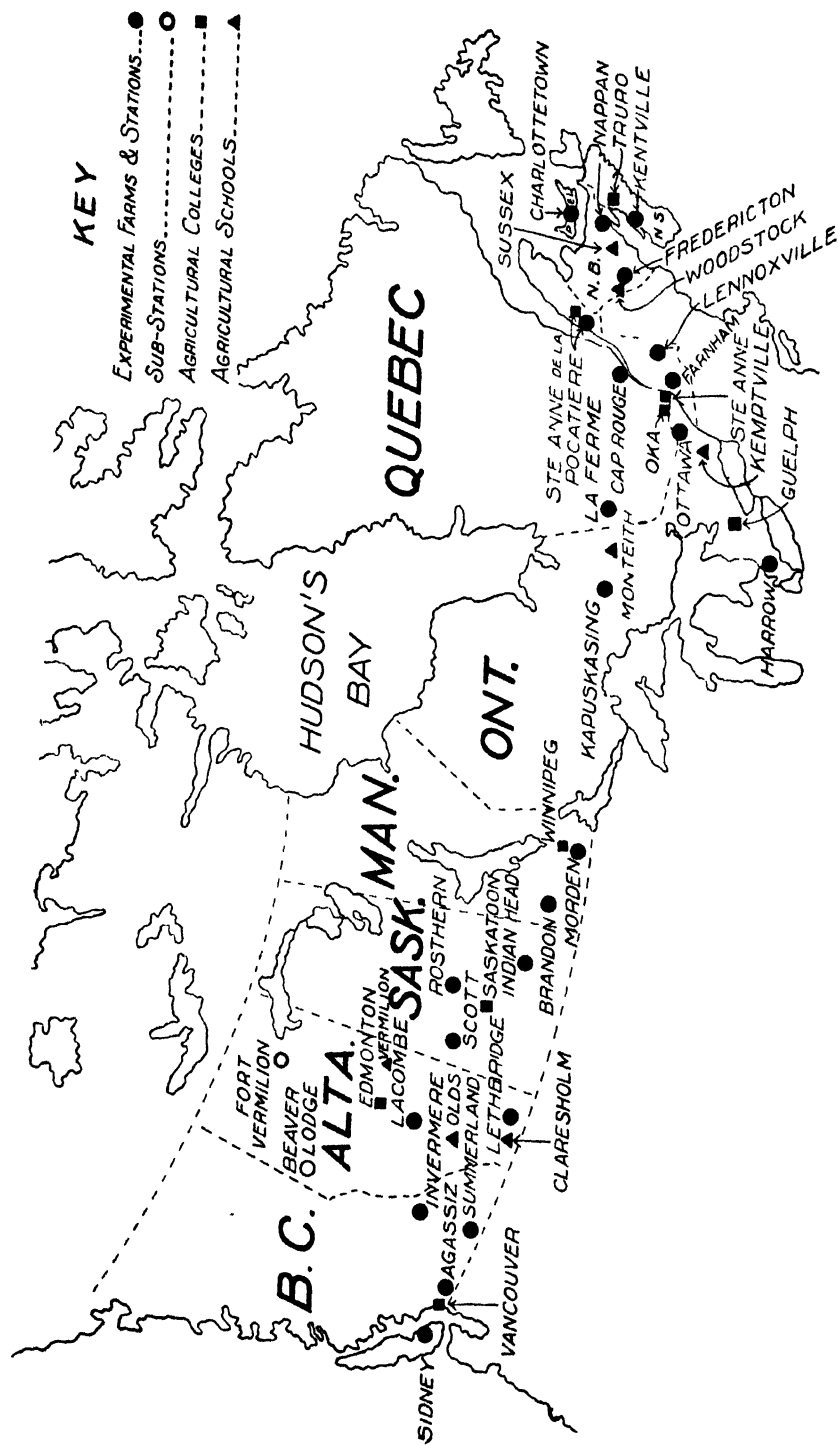 KEY
EXPERIMENTAL FARMS & STATIONS
SUB-STATIONS
AGRICULTURAL COLLEGES
AGRICULTURAL SCHOOLS
HUDSON'S
BAY
QUEBEC
ONT.
MAN.
SASK.
ALTA.
B.C.
FORT
VERMILION
BEAVER
LODGE
EDMONTON
VERMILION
LACOMBE
INVERMERE
OLDS
AGASSIZ
SUMMERLAND
LETHBRIDGE
CLARESHOLM
VANCOUVER
SIDNEY
ROSTHERN
SCOTT
SASKATOON
INDIAN HEAD
BRANDON
MORDEN
WINNIPEG
KAPUSKASING
MONTEITH
LA FERME
CAP ROUGE
STE ANNE DE LA
POCATIERE
OKA
OTTAWA
HARROW
GUELPH
KEMPTVILLE
STE ANNE
FARNHAM
LENNOXVILLE
WOODSTOCK
FREDERICTON
N.B.
SUSSEX
CHARLOTTETOWN
NAPPAN
TRURO
KENTVILLE
N S